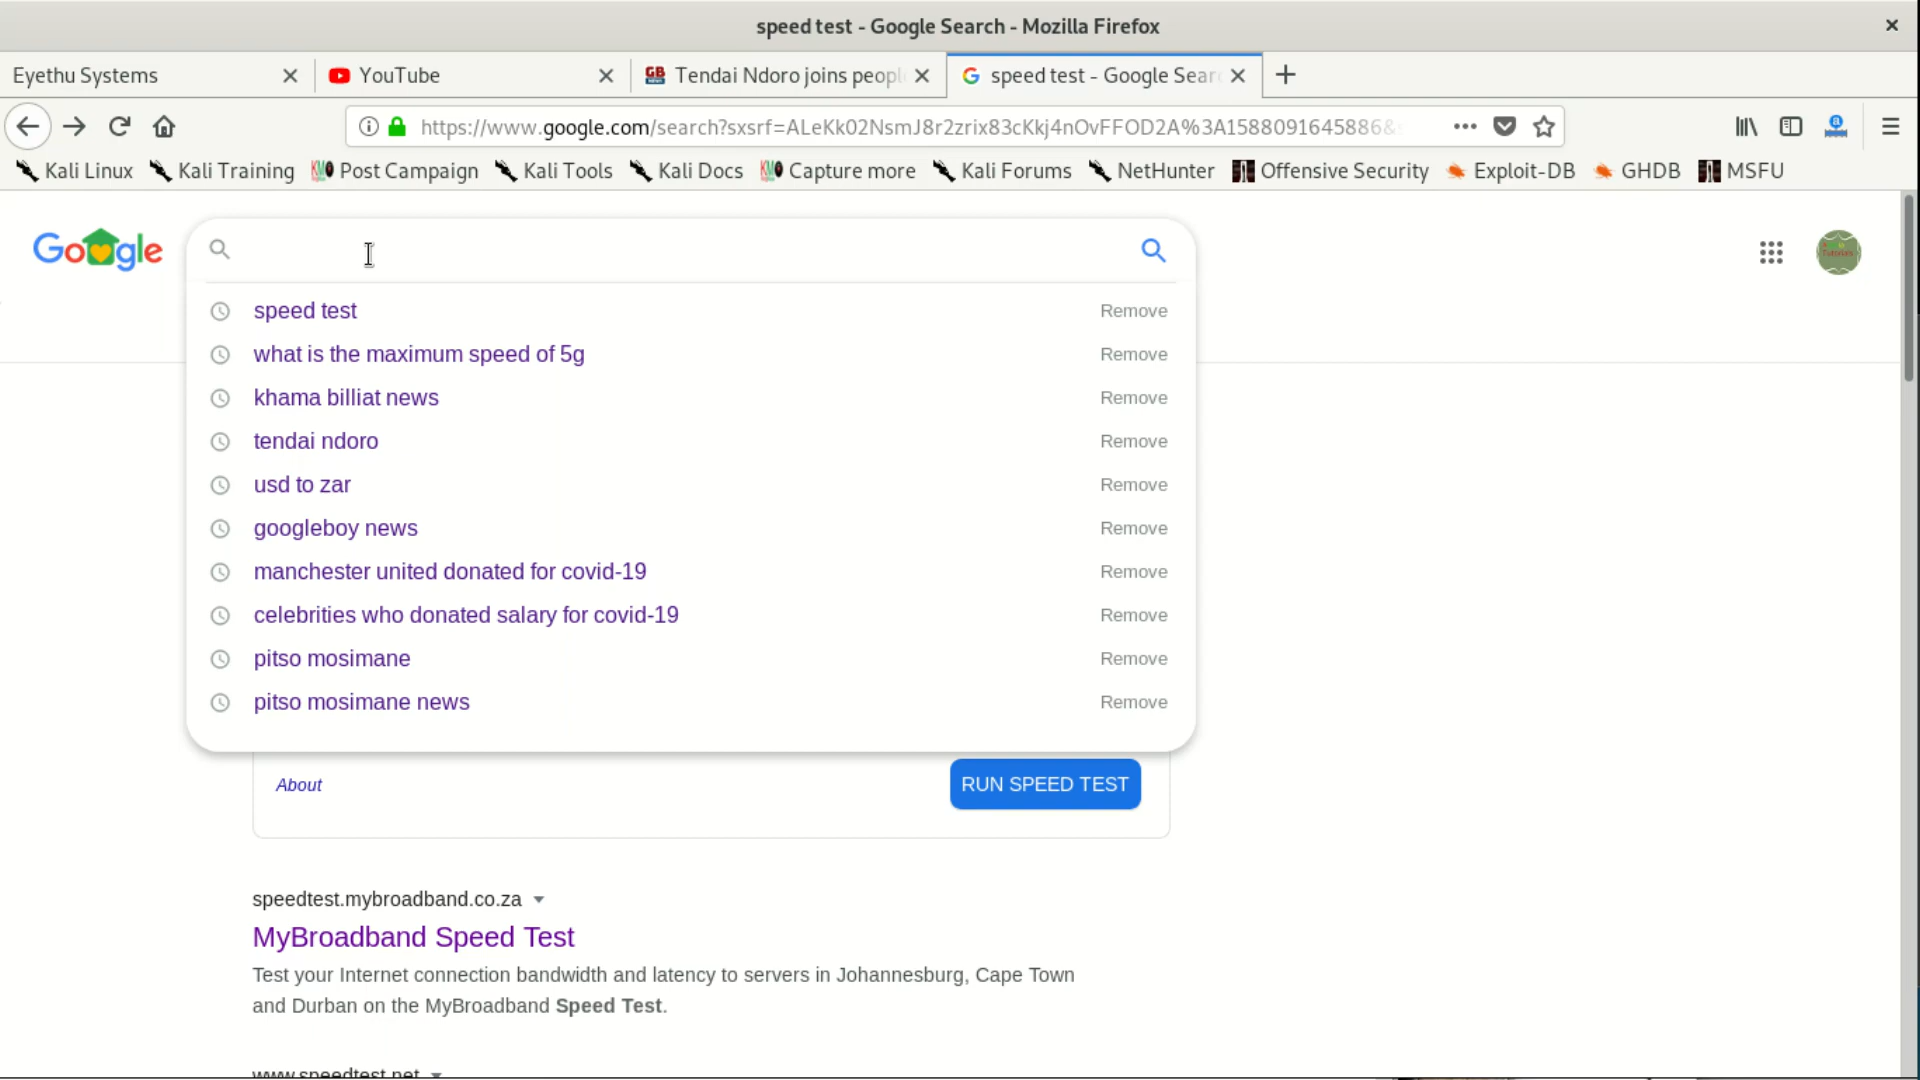 speed test - Google Search - Mozilla Firefox
Eyethu Systems
YouTube
Tendai Ndoro joins peopl
speed test - Google Sear
https://www.google.com/search?sxsrf=ALeKk02NsmJ8r2zrix83cKkj4nOvFFOD2A%3A1588091645886&
Kali Linux
Kali Training
Post Campaign
Kali Tools
Kali Docs
Capture more
Kali Forums
NetHunter
Offensive Security
Exploit-DB
GHDB
MSFU
Google
speed test Remove
what is the maximum speed of 5g Remove
khama billiat news Remove
tendai ndoro Remove
usd to zar Remove
googleboy news Remove
manchester united donated for covid-19 Remove
celebrities who donated salary for covid-19 Remove
pitso mosimane Remove
pitso mosimane news Remove
About
RUN SPEED TEST
speedtest.mybroadband.co.za
MyBroadband Speed Test
Test your Internet connection bandwidth and latency to servers in Johannesburg, Cape Town
and Durban on the MyBroadband Speed Test.
www.speedtest.net